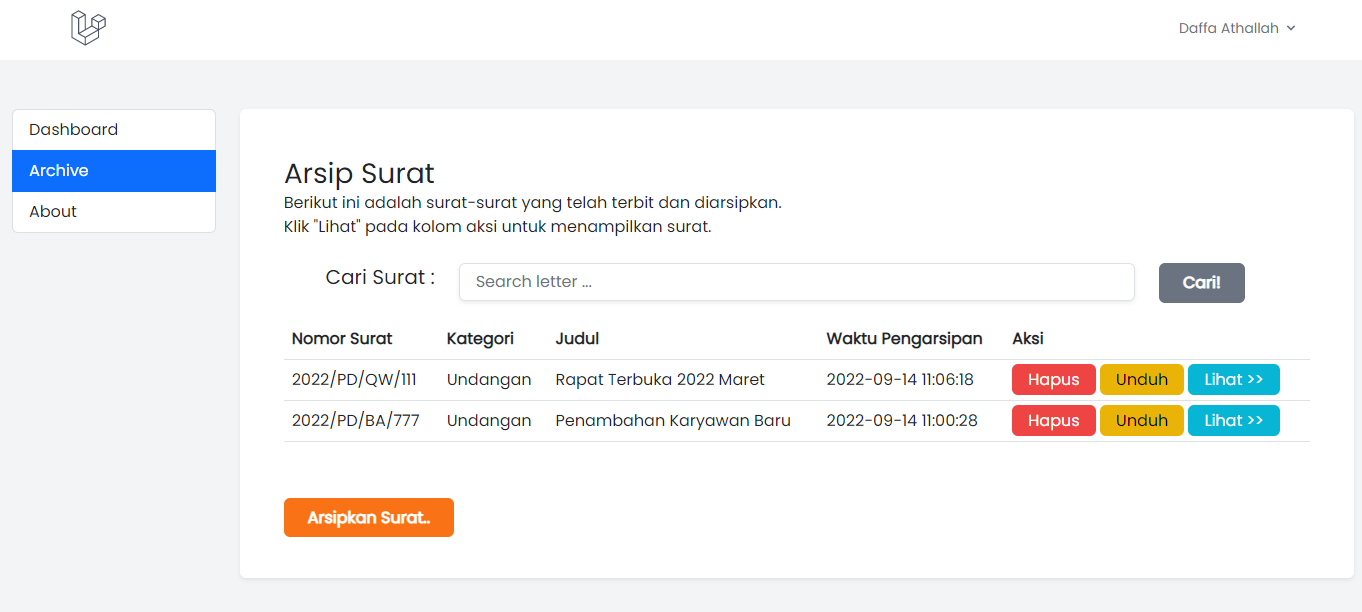 Daffa Athallah
Dashboard
Archive
About
Arsip Surat
Berikut ini adalah surat-surat yang telah terbit dan diarsipkan.
Klik "Lihat" pada kolom aksi untuk menampilkan surat.
Cari Surat : Search letter ... Cari!
Nomor Surat Kategori Judul Waktu Pengarsipan Aksi
2022/PD/QW/111 Undangan Rapat Terbuka 2022 Maret 2022-09-14 11:06:18 Hapus Unduh Lihat >>
2022/PD/BA/777 Undangan Penambahan Karyawan Baru 2022-09-14 11:00:28 Hapus Unduh Lihat >>
Arsipkan Surat..